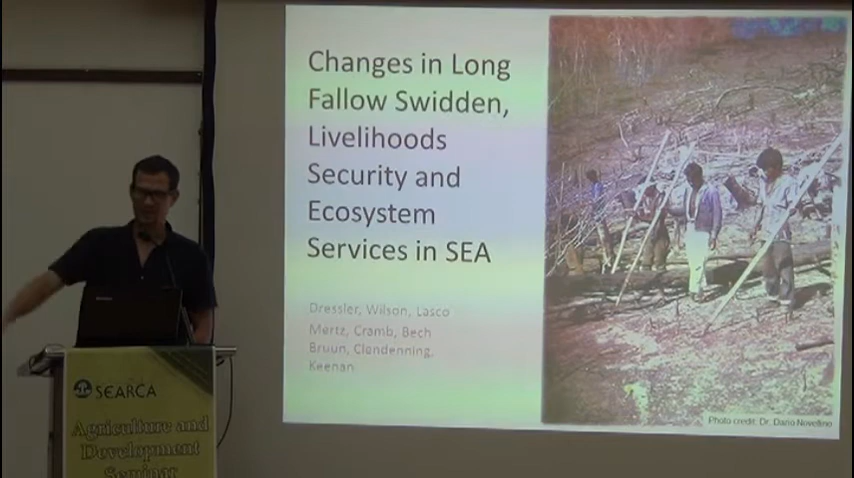 Changes in Long
Fallow Swidden,
Livelihoods
Security and
Ecosystem
Services in SEA
Dressler, Wilson, Lasco
Mertz, Cramb, Bech
Bruun, Clendenning,
Keenan
Photo credit: Dr. Dario Novellino
SEARCA
Agriculture and
Development
Seminar